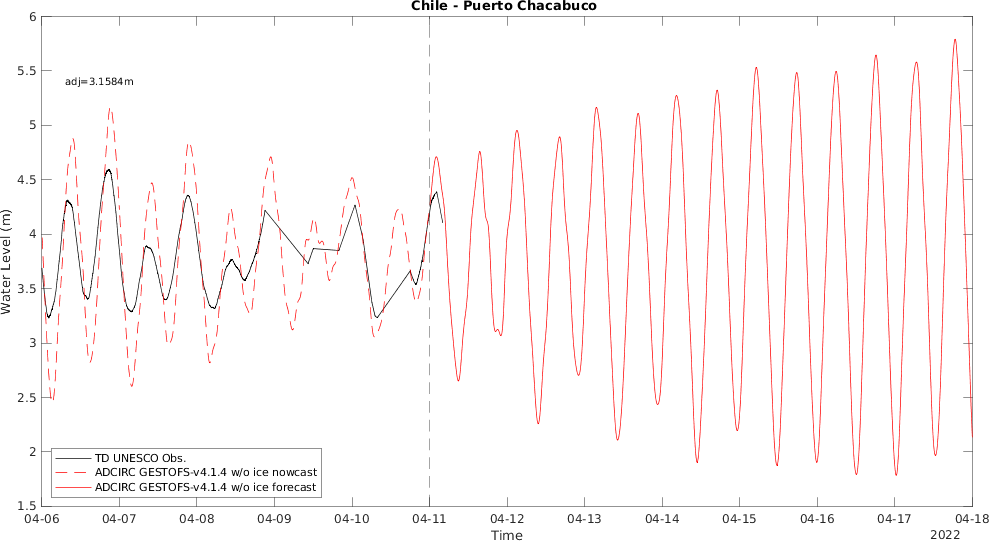 Chile - Puerto Chacabuco
6
5.5
5
4.5
4
3.5
3
2.5
2
1.5
Water Level (m)
adj=3.1584m
TD UNESCO Obs.
ADCIRC GESTOFS-v4.1.4 w/o ice nowcast
ADCIRC GESTOFS-v4.1.4 w/o ice forecast
04-06 04-07 04-08 04-09 04-10 04-11 04-12 04-13 04-14 04-15 04-16 04-17 04-18
Time
2022